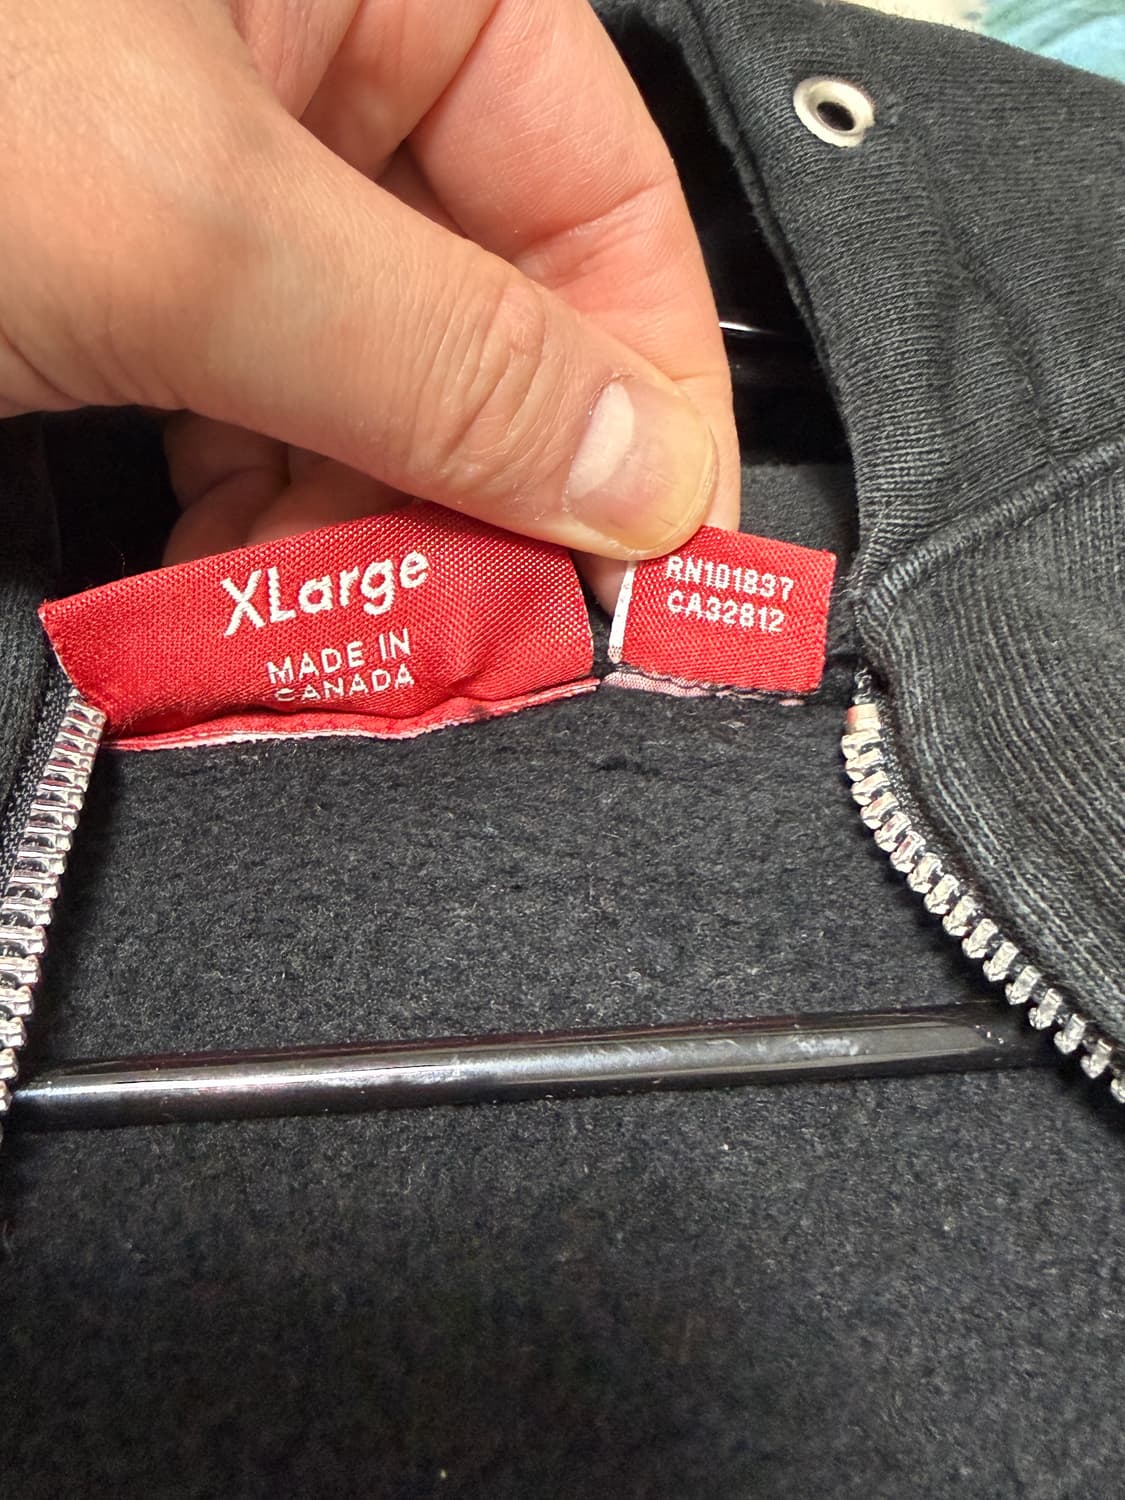 XLarge
MADE IN
CANADA
RN101837
CA32812